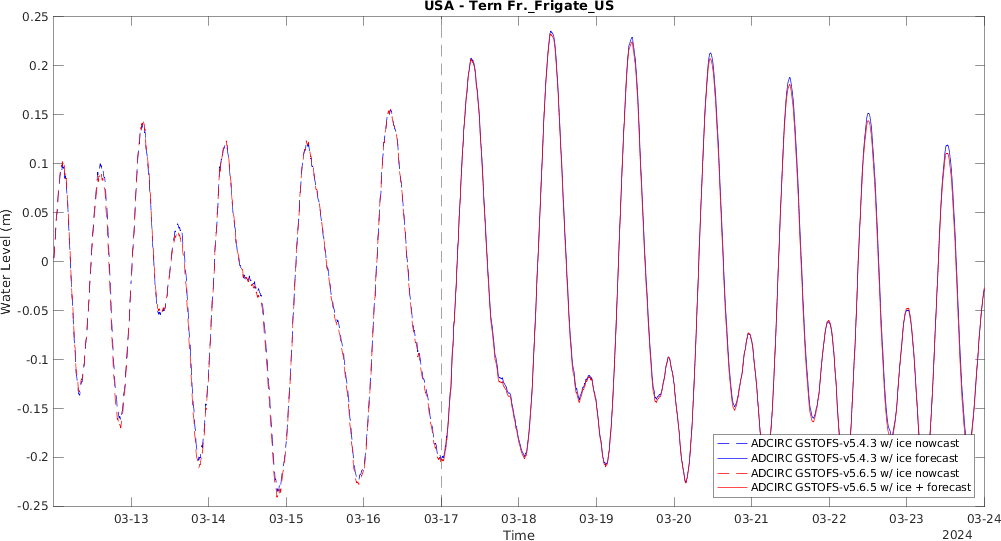 USA - Tern Fr._Frigate_US
0.25
0.2
0.15
0.1
0.05
0
-0.05
-0.1
-0.15
-0.2
-0.25
Water Level (m)
ADCIRC GSTOFS-v5.4.3 w/ ice nowcast
ADCIRC GSTOFS-v5.4.3 w/ ice forecast
ADCIRC GSTOFS-v5.6.5 w/ ice nowcast
ADCIRC GSTOFS-v5.6.5 w/ ice + forecast
03-13 03-14 03-15 03-16 03-17 03-18 03-19 03-20 03-21 03-22 03-23 03-24
Time
2024